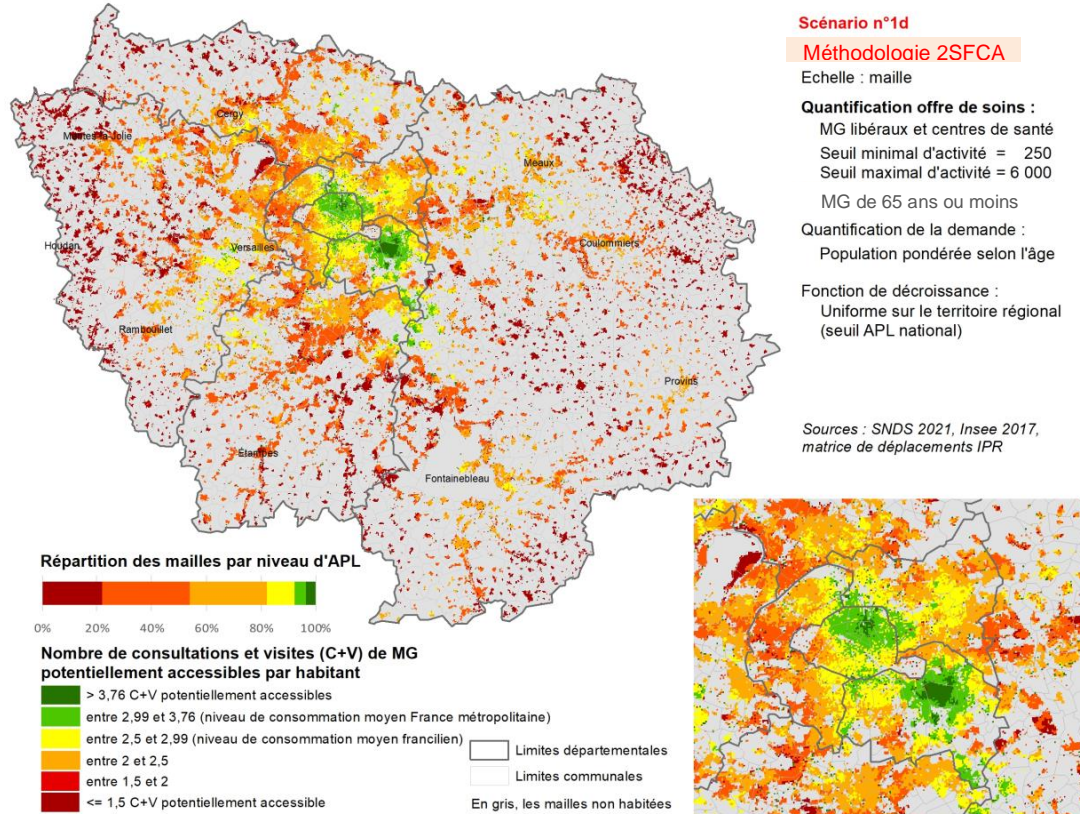 Scénario n°1d
Méthodologie 2SFCA
Echelle : maille
Quantification offre de soins :
MG libéraux et centres de santé
Seuil minimal d'activité = 250
Seuil maximal d'activité = 6 000
MG de 65 ans ou moins
Quantification de la demande :
Population pondérée selon l'âge
Fonction de décroissance :
Uniforme sur le territoire régional
(seuil APL national)
Sources : SNDS 2021, Insee 2017,
matrice de déplacements IPR
Cergy
Mantes-la-Jolie
Meaux
Houdan
Versailles
Coulommiers
Rambouillet
Provins
Étampes
Fontainebleau
Répartition des mailles par niveau d'APL
0% 20% 40% 60% 80% 100%
Nombre de consultations et visites (C+V) de MG
potentiellement accessibles par habitant
> 3,76 C+V potentiellement accessibles
entre 2,99 et 3,76 (niveau de consommation moyen France métropolitaine)
entre 2,5 et 2,99 (niveau de consommation moyen francilien)
entre 2 et 2,5
entre 1,5 et 2
<= 1,5 C+V potentiellement accessible
Limites départementales
Limites communales
En gris, les mailles non habitées